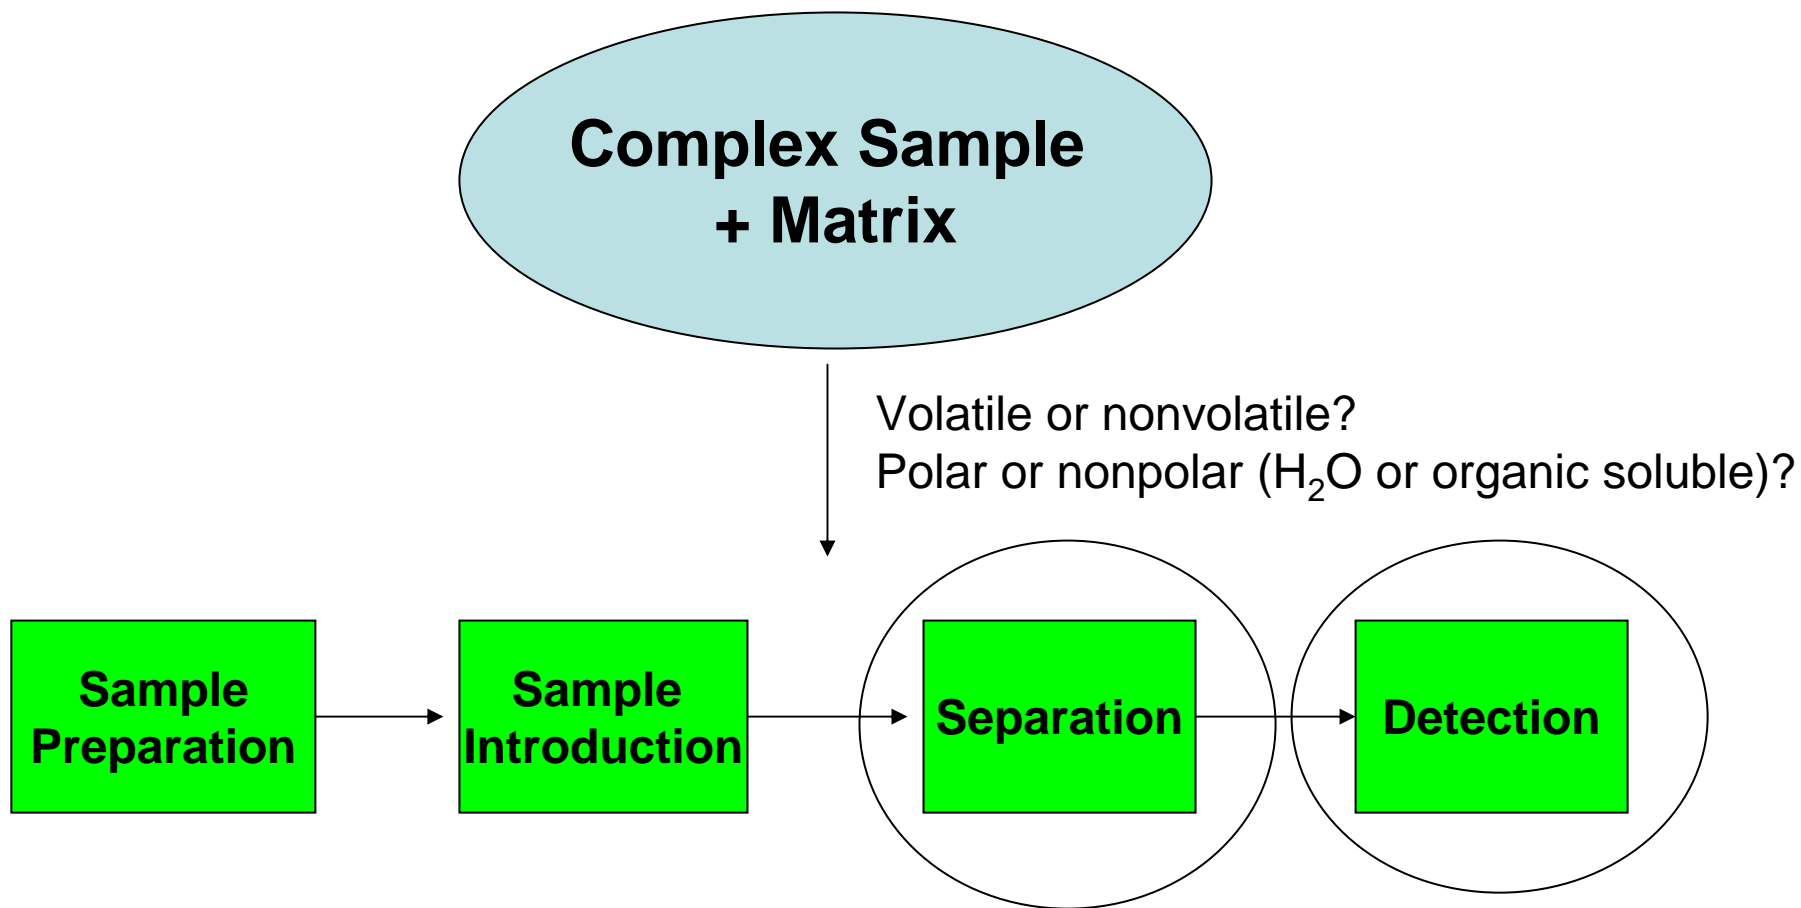 Complex Sample
+ Matrix
Volatile or nonvolatile?
Polar or nonpolar (H₂O or organic soluble)?
Sample
Preparation
Sample
Introduction
Separation
Detection